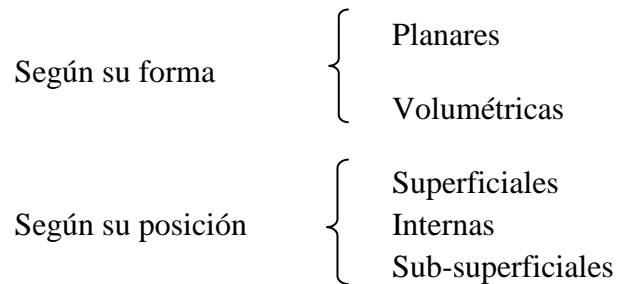 Según su forma
Planares
Volumétricas
Según su posición
Superficiales
Internas
Sub-superficiales